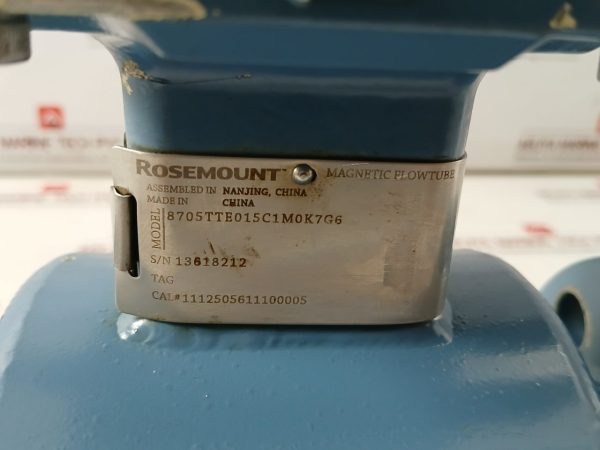 ROSEMOUNT MAGNETIC FLOWTUBE
ASSEMBLED IN NANJING, CHINA
MADE IN CHINA
MODEL 8705TTE015C1M0K7G6
S/N 13618212
TAG
CAL# 1112505611100005